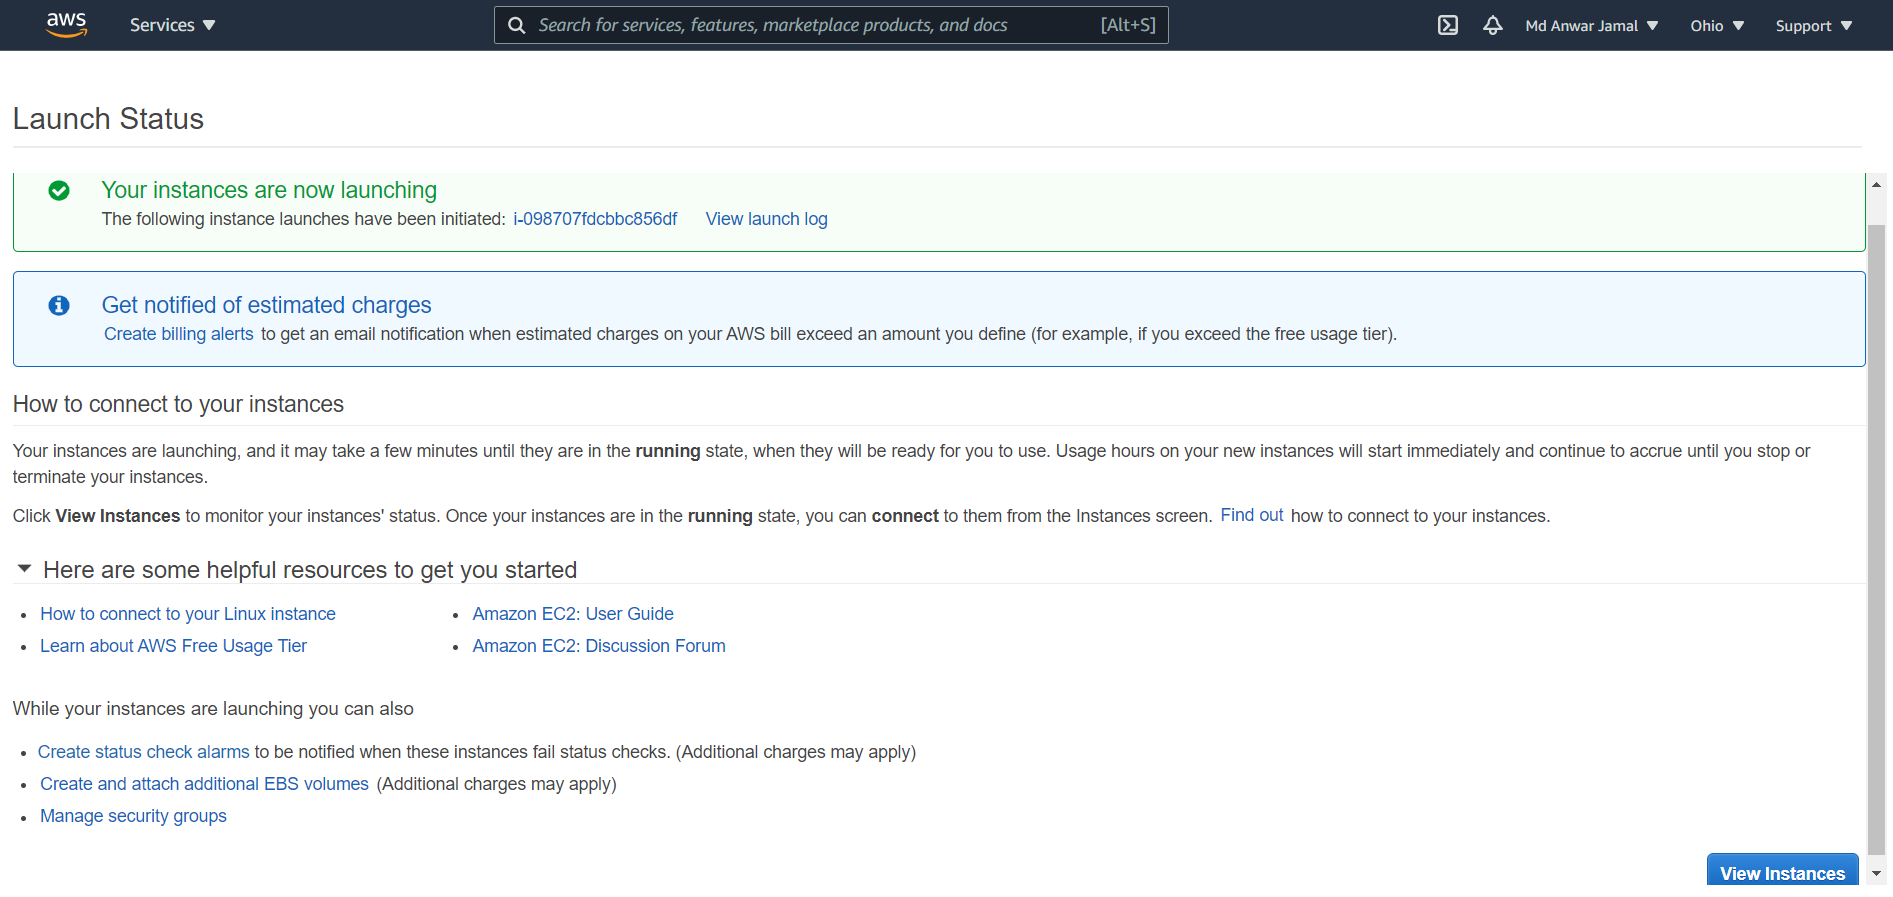 aws
Services
Search for services, features, marketplace products, and docs [Alt+S]
Md Anwar Jamal
Ohio
Support
Launch Status
Your instances are now launching
The following instance launches have been initiated: i-098707fdcbbc856df View launch log
Get notified of estimated charges
Create billing alerts to get an email notification when estimated charges on your AWS bill exceed an amount you define (for example, if you exceed the free usage tier).
How to connect to your instances
Your instances are launching, and it may take a few minutes until they are in the running state, when they will be ready for you to use. Usage hours on your new instances will start immediately and continue to accrue until you stop or
terminate your instances.
Click View Instances to monitor your instances' status. Once your instances are in the running state, you can connect to them from the Instances screen. Find out how to connect to your instances.
Here are some helpful resources to get you started
How to connect to your Linux instance
Learn about AWS Free Usage Tier
Amazon EC2: User Guide
Amazon EC2: Discussion Forum
While your instances are launching you can also
Create status check alarms to be notified when these instances fail status checks. (Additional charges may apply)
Create and attach additional EBS volumes (Additional charges may apply)
Manage security groups
View Instances